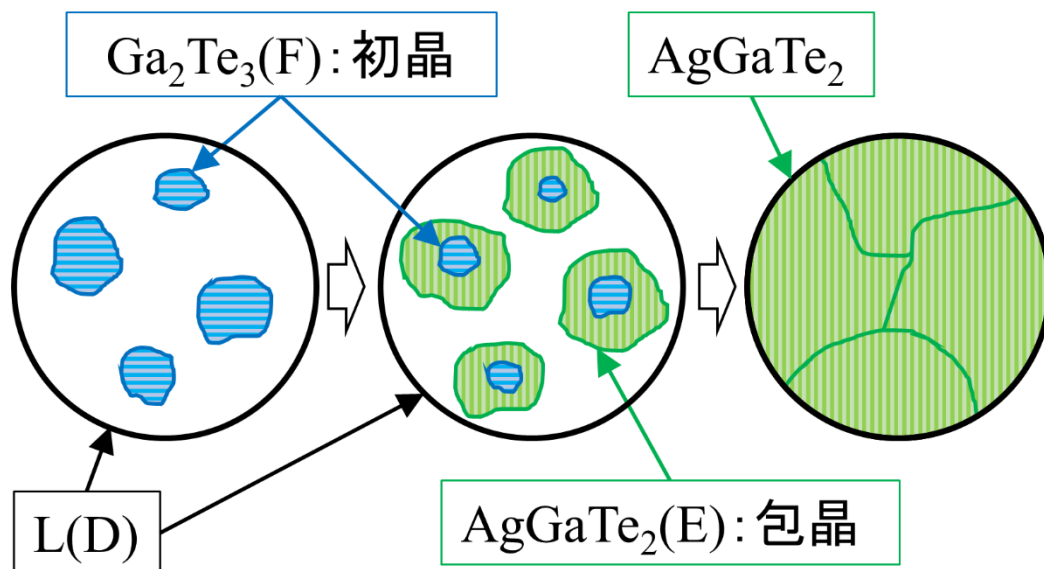 Ga₂Te₃(F):初晶
AgGaTe₂
L(D)
AgGaTe₂(E):包晶